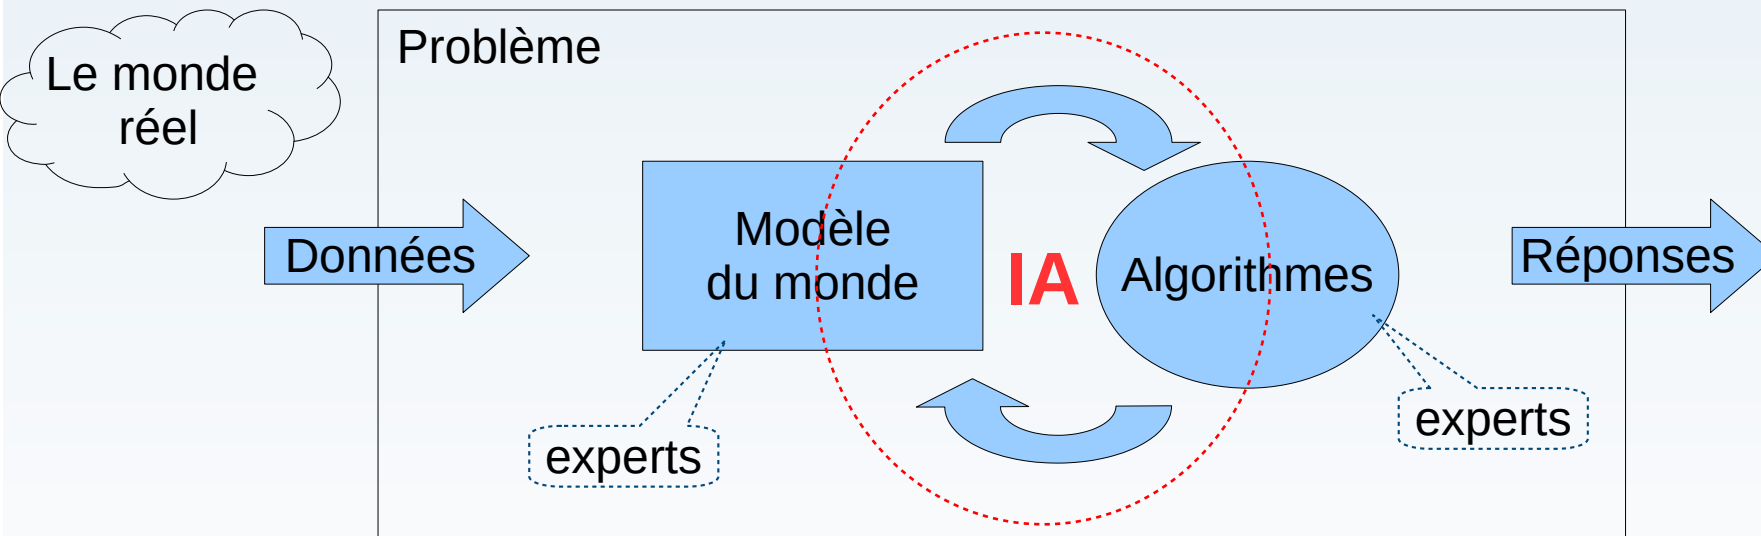 Le monde
réel
Problème
Données
Modèle
du monde
IA
Algorithmes
Réponses
experts
experts